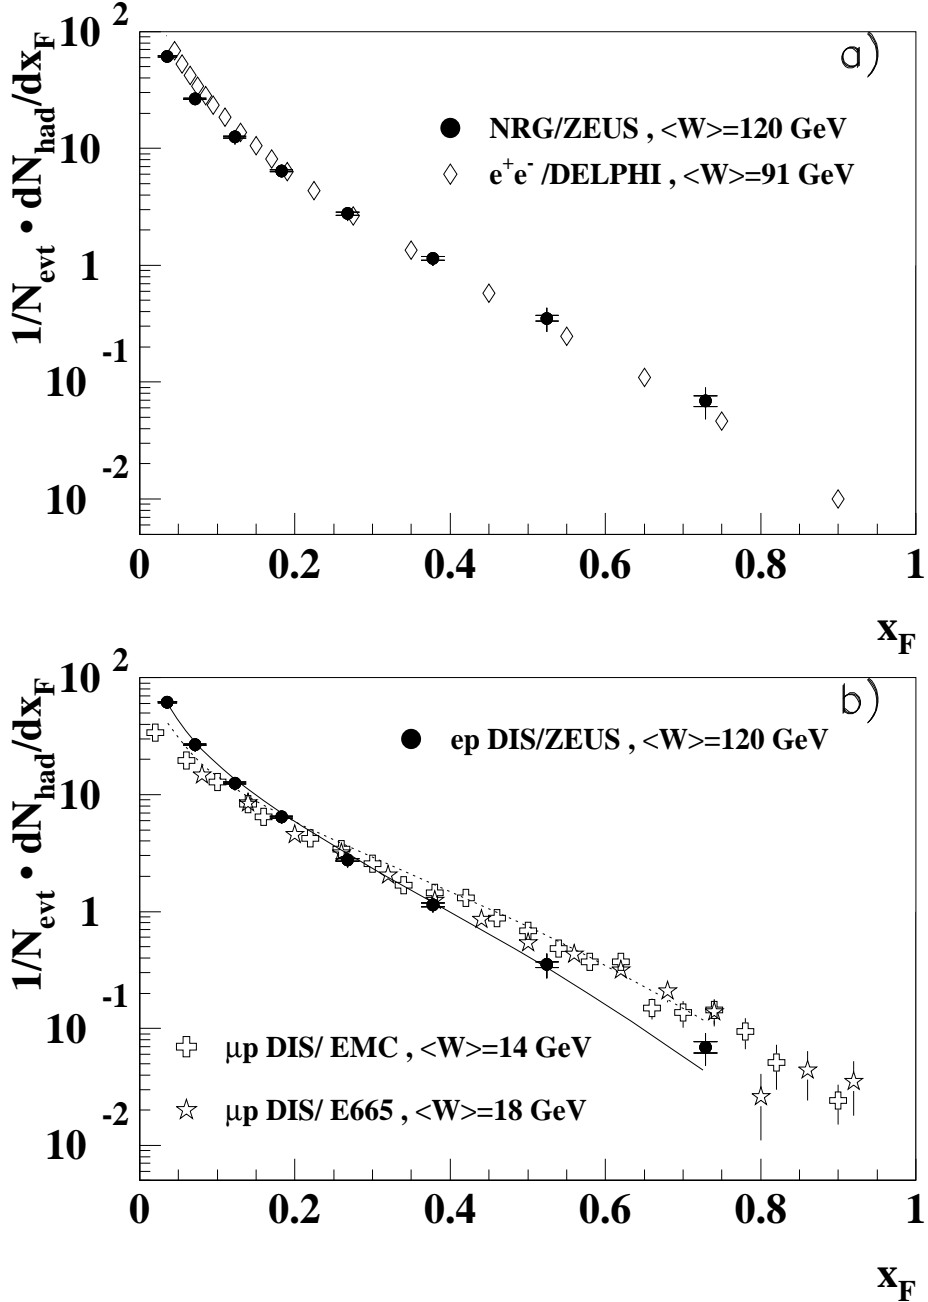 10 2
a)
NRG/ZEUS , <W>=120 GeV
10
e+e- /DELPHI , <W>=91 GeV
1
-1
10
-2
10
1/Nevt • dNhad/dxF
0 0.2 0.4 0.6 0.8 1
xF
10 2
b)
ep DIS/ZEUS , <W>=120 GeV
10
1
-1
10
μp DIS/ EMC , <W>=14 GeV
μp DIS/ E665 , <W>=18 GeV
-2
10
1/Nevt • dNhad/dxF
0 0.2 0.4 0.6 0.8 1
xF